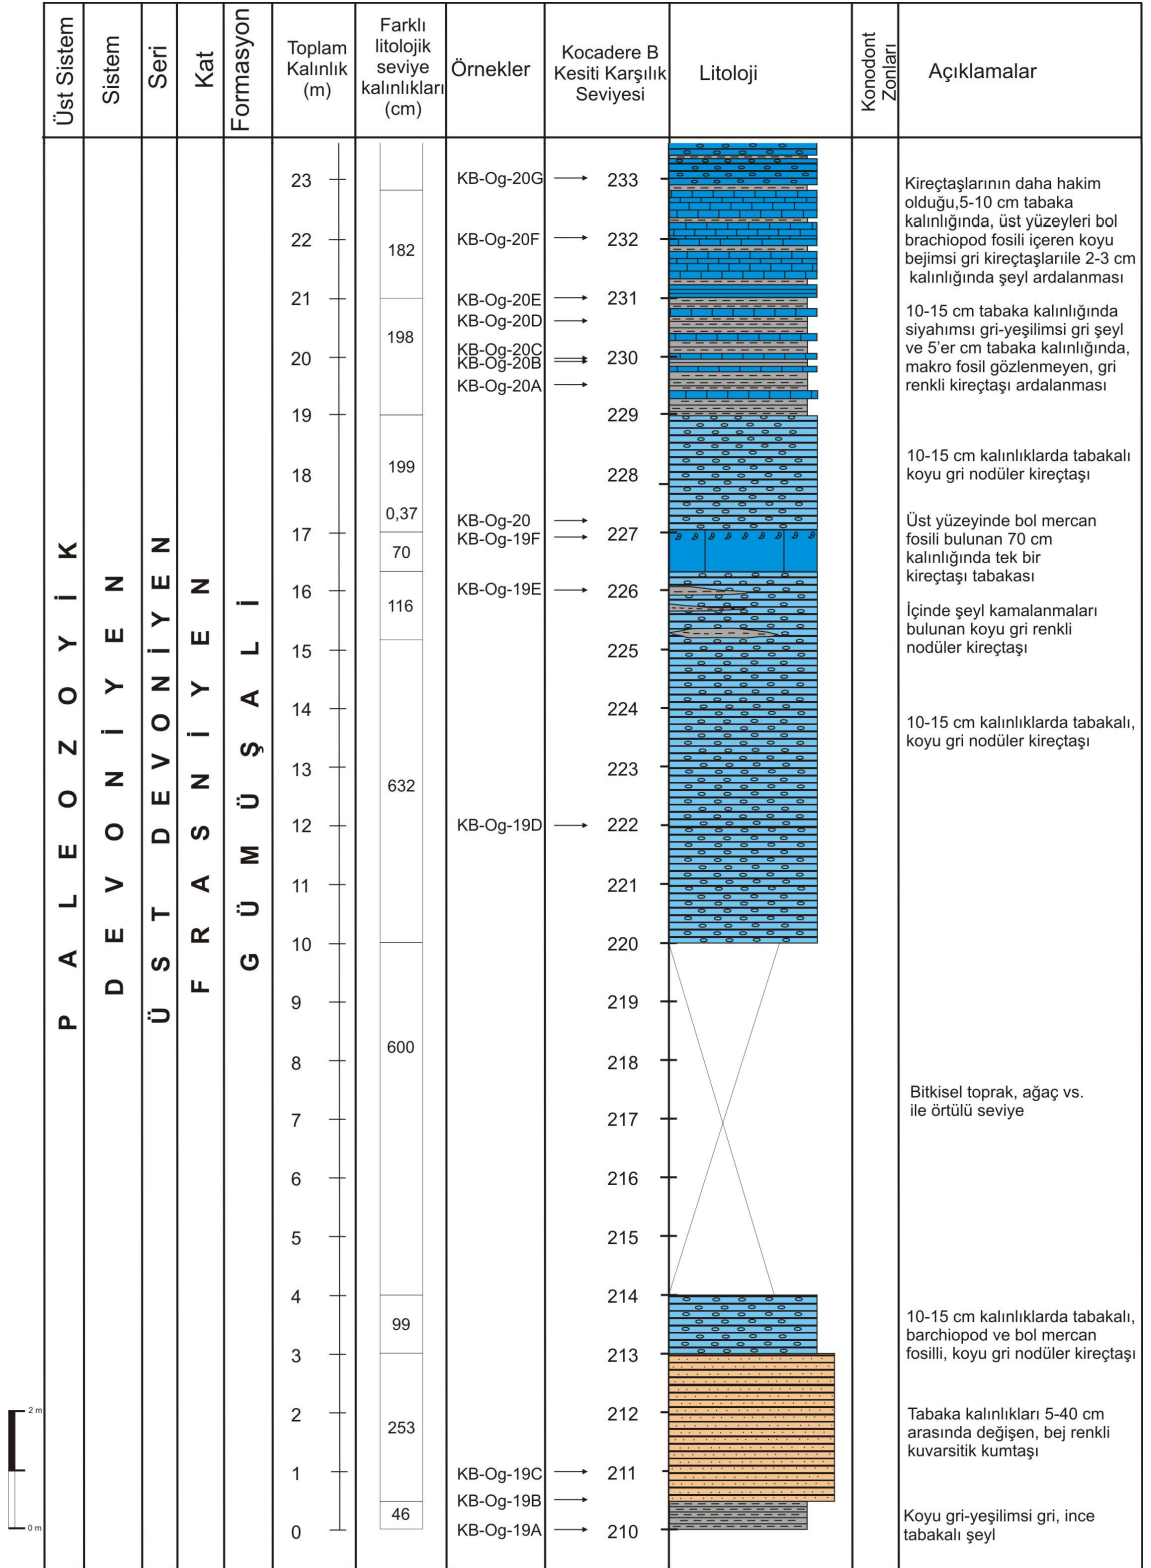 Üst Sistem
Sistem
Seri
Kat
Formasyon
Toplam
Kalınlık
(m)
Farklı
litolojik
seviye
kalınlıkları
(cm)
Örnekler
Kocadere B
Kesiti Karşılık
Seviyesi
Litoloji
Konodont
Zonları
Açıklamalar
PALEOZOYİK
DEVONİYEN
ÜST DEVONİYEN
FRASNİYEN
GÜMÜŞALİ
23
22
21
20
19
18
17
16
15
14
13
12
11
10
9
8
7
6
5
4
3
2
1
0
182
198
199
0,37
70
116
632
600
99
253
46
KB-Og-20G
KB-Og-20F
KB-Og-20E
KB-Og-20D
KB-Og-20C
KB-Og-20B
KB-Og-20A
KB-Og-20
KB-Og-19F
KB-Og-19E
KB-Og-19D
KB-Og-19C
KB-Og-19B
KB-Og-19A
233
232
231
230
229
228
227
226
225
224
223
222
221
220
219
218
217
216
215
214
213
212
211
210
Kireçtaşlarının daha hakim
olduğu,5-10 cm tabaka
kalınlığında, üst yüzeyleri bol
brachiopod fosili içeren koyu
bejimsi gri kireçtaşlarıile 2-3 cm
kalınlığında şeyl ardalanması
10-15 cm tabaka kalınlığında
siyahımsı gri-yeşilimsi gri şeyl
ve 5'er cm tabaka kalınlığında,
makro fosil gözlenmeyen, gri
renkli kireçtaşı ardalanması
10-15 cm kalınlıklarda tabakalı
koyu gri nodüler kireçtaşı
Üst yüzeyinde bol mercan
fosili bulunan 70 cm
kalınlığında tek bir
kireçtaşı tabakası
İçinde şeyl kamalanmaları
bulunan koyu gri renkli
nodüler kireçtaşı
10-15 cm kalınlıklarda tabakalı,
koyu gri nodüler kireçtaşı
Bitkisel toprak, ağaç vs.
ile örtülü seviye
10-15 cm kalınlıklarda tabakalı,
barchiopod ve bol mercan
fosilli, koyu gri nodüler kireçtaşı
Tabaka kalınlıkları 5-40 cm
arasında değişen, bej renkli
kuvarsitik kumtaşı
Koyu gri-yeşilimsi gri, ince
tabakalı şeyl
2 m
0 m